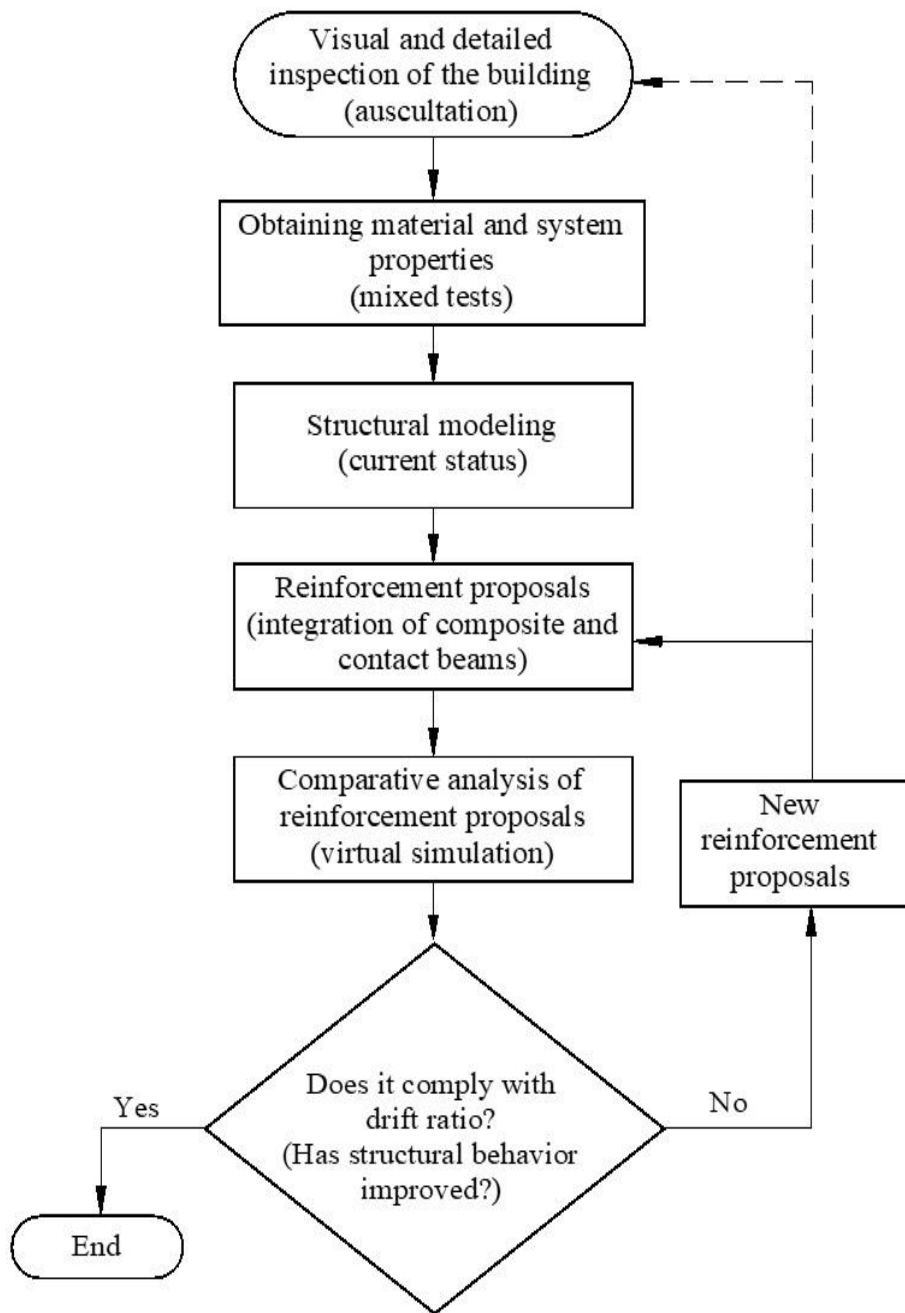 Visual and detailed
inspection of the building
(auscultation)
Obtaining material and system
properties
(mixed tests)
Structural modeling
(current status)
Reinforcement proposals
(integration of composite and
contact beams)
Comparative analysis of
reinforcement proposals
(virtual simulation)
New
reinforcement
proposals
Does it comply with
drift ratio?
(Has structural behavior
improved?)
Yes
No
End